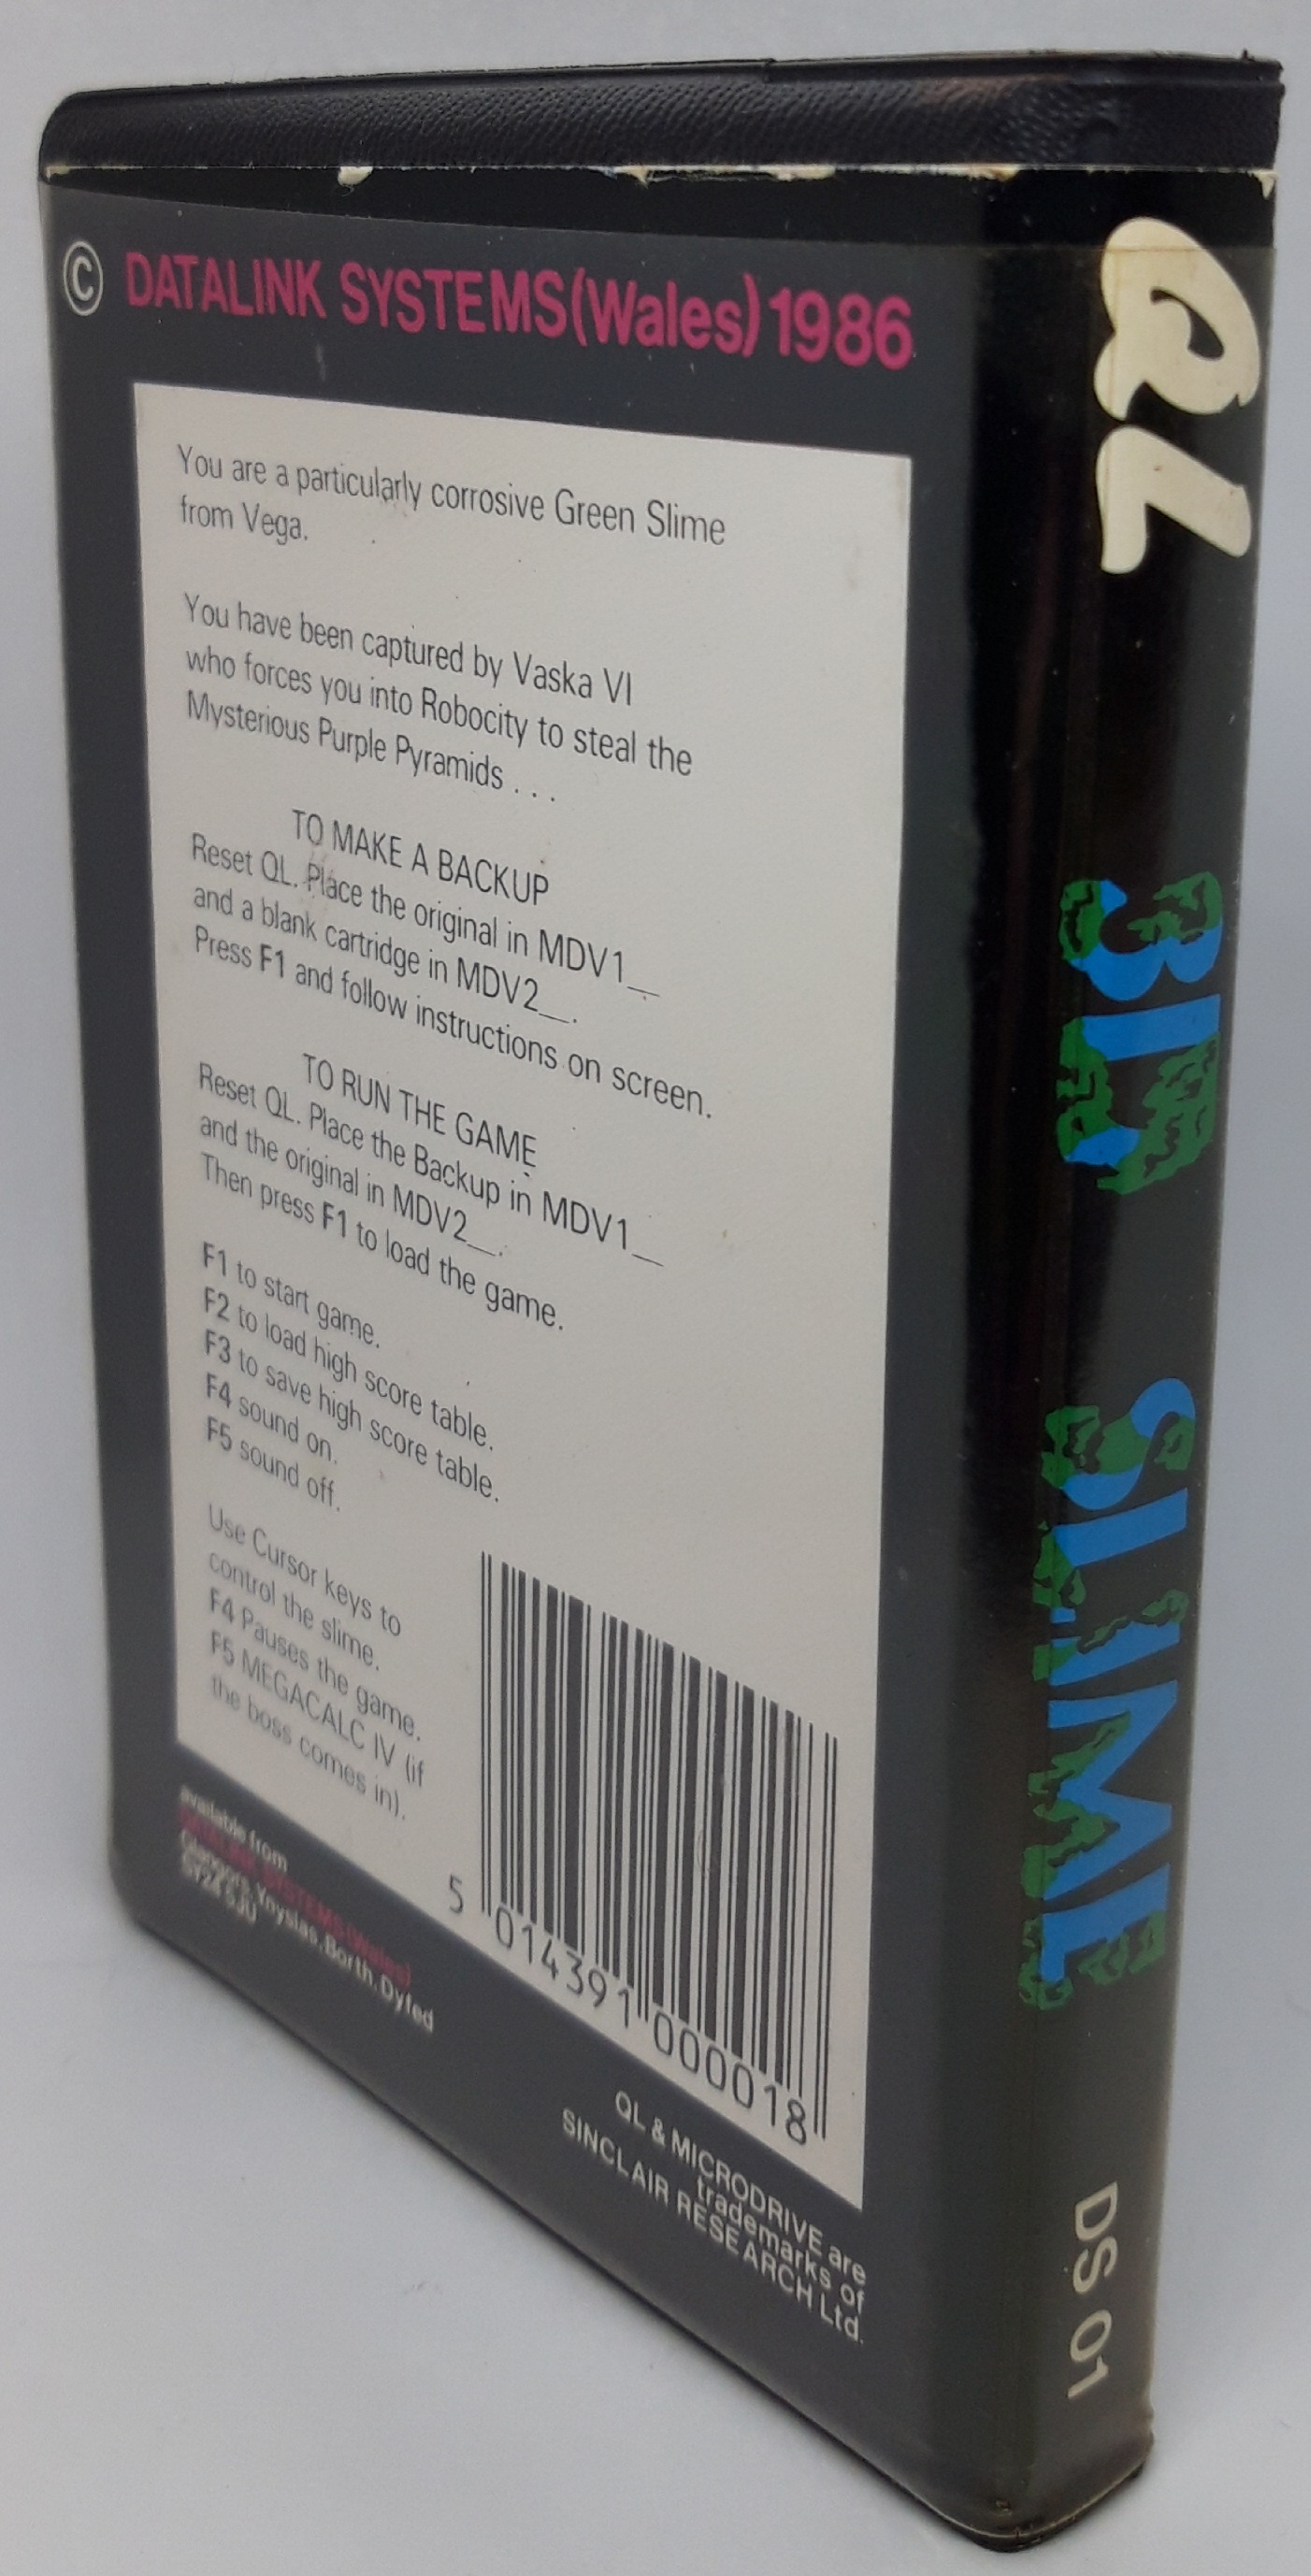 © DATALINK SYSTEMS(Wales) 1986
You are a particularly corrosive Green Slime
from Vega.
You have been captured by Vaska VI
who forces you into Robocity to steal the
Mysterious Purple Pyramids . . .
TO MAKE A BACKUP
Reset QL. Place the original in MDV1_
and a blank cartridge in MDV2_.
Press F1 and follow instructions on screen.
TO RUN THE GAME
Reset QL. Place the Backup in MDV1_
and the original in MDV2_.
Then press F1 to load the game.
F1 to start game.
F2 to load high score table.
F3 to save high score table.
F4 sound on.
F5 sound off.
Use Cursor keys to
control the slime.
F4 Pauses the game.
F5 MEGACALC IV (if
the boss comes in).
5 014391 000018
available from
DATALINK SYSTEMS(Wales)
Ynyslas, Borth, Dyfed
SY24 5JU
QL & MICRODRIVE are
trademarks of
SINCLAIR RESEARCH Ltd.
QL
3D SLIME
DS 01